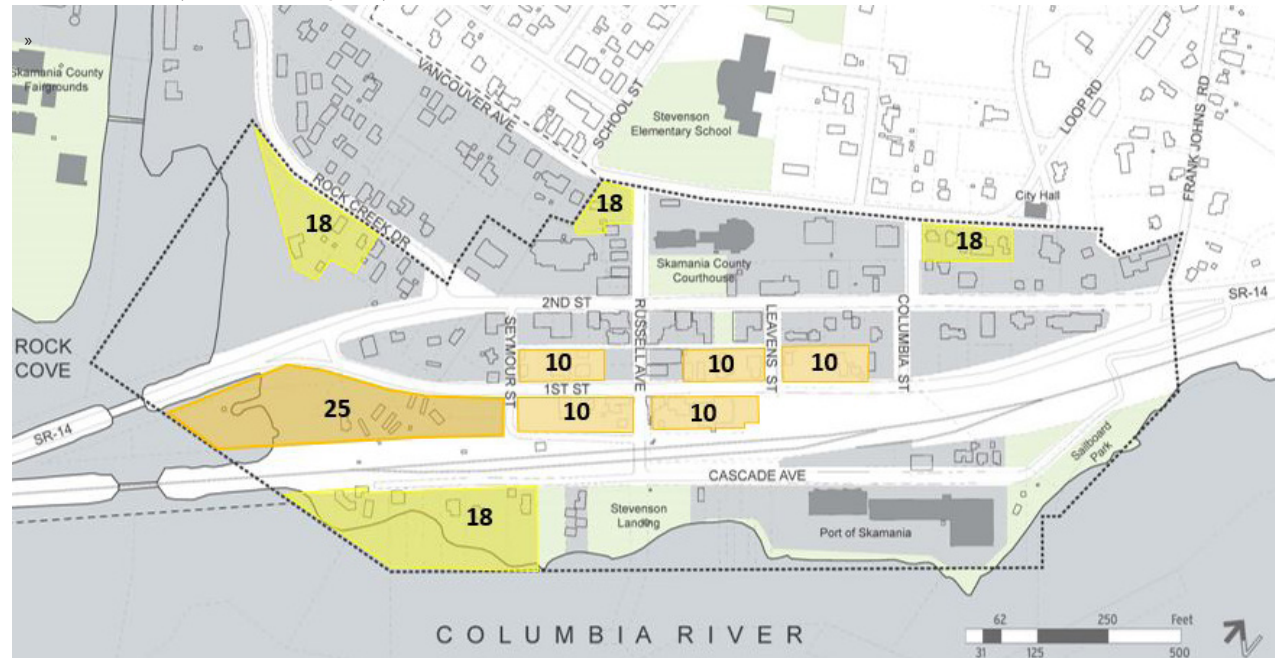 »
Skamania County
Fairgrounds
VANCOUVER AVE
SCHOOL ST
Stevenson
Elementary School
LOOP RD
FRANK JOHNS RD
City Hall
ROCK CREEK DR
18
18
18
Skamania County
Courthouse
2ND ST
SEYMOUR ST
RUSSELL AVE
LEAVENS ST
COLUMBIA ST
SR-14
ROCK
COVE
10
10
10
1ST ST
25
10
10
SR-14
CASCADE AVE
Sailboard
Park
18
Stevenson
Landing
Port of Skamania
COLUMBIA RIVER
62
250
Feet
31
125
500